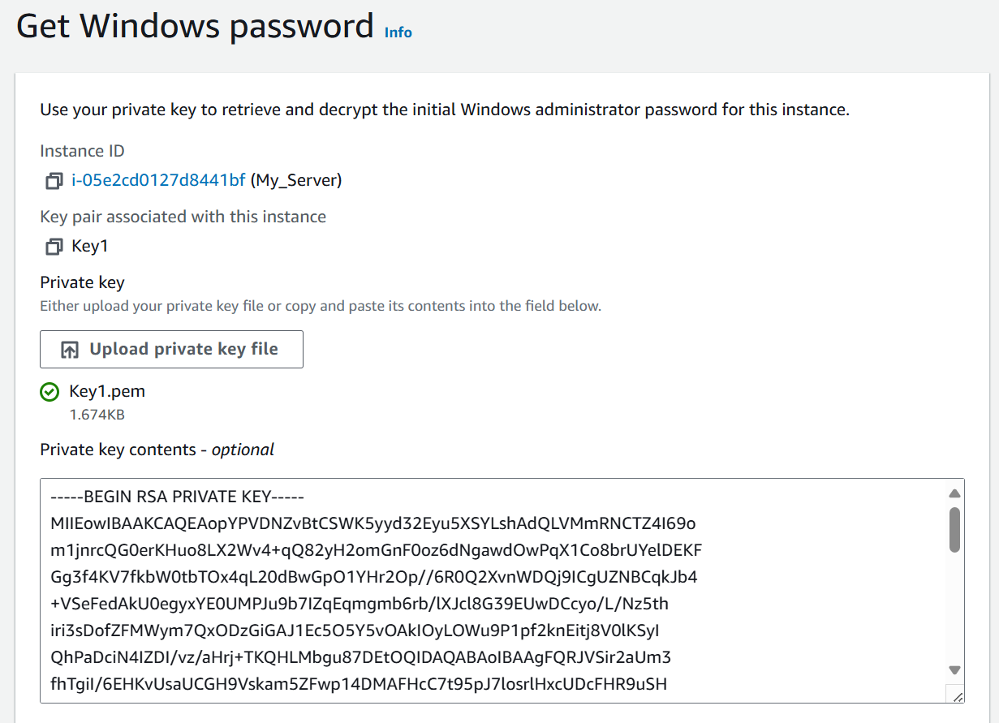 Get Windows password Info
Use your private key to retrieve and decrypt the initial Windows administrator password for this instance.
Instance ID
i-05e2cd0127d8441bf (My_Server)
Key pair associated with this instance
Key1
Private key
Either upload your private key file or copy and paste its contents into the field below.
Upload private key file
Key1.pem
1.674KB
Private key contents - optional
-----BEGIN RSA PRIVATE KEY-----
MIIEowIBAAKCAQEAopYPVDNZvBtCSWK5yyd32Eyu5XSYLshAdQLVMmRNCTZ4I69o
m1jnrcQG0erKHuo8LX2Wv4+qQ82yH2omGnF0oz6dNgawdOwPqX1Co8brUYelDEKF
Gg3f4KV7fkbW0tbTOx4qL20dBwGpO1YHr2Op//6R0Q2XvnWDQj9ICgUZNBCqkJb4
+VSeFedAkU0egyxYE0UMPJu9b7IZqEqmgmb6rb/lXJcl8G39EUwDCcyo/L/Nz5th
iri3sDofZFMWym7QxODzGiGAJ1Ec5O5Y5vOAkIOyLOWu9P1pf2knEitj8V0lKSyI
QhPaDciN4IZDI/vz/aHrj+TKQHLMbgu87DEtOQIDAQABAoIBAAgFQRJVSir2aUm3
fhTgiI/6EHKvUsaUCGH9Vskam5ZFwp14DMAFHcC7t95pJ7losrlHxcUDcFHR9uSH